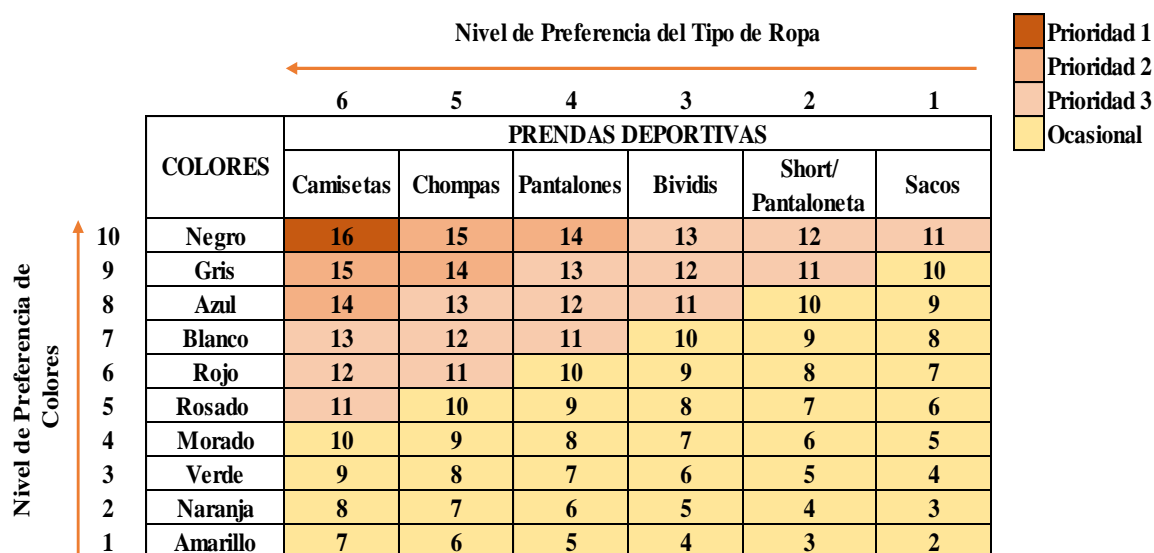 Nivel de Preferencia del Tipo de Ropa
Prioridad 1
Prioridad 2
Prioridad 3
Ocasional
6 5 4 3 2 1
COLORES PRENDAS DEPORTIVAS
Camisetas Chompas Pantalones Bividis Short/ Sacos
Pantaloneta
Nivel de Preferencia de
Colores
10 Negro 16 15 14 13 12 11
9 Gris 15 14 13 12 11 10
8 Azul 14 13 12 11 10 9
7 Blanco 13 12 11 10 9 8
6 Rojo 12 11 10 9 8 7
5 Rosado 11 10 9 8 7 6
4 Morado 10 9 8 7 6 5
3 Verde 9 8 7 6 5 4
2 Naranja 8 7 6 5 4 3
1 Amarillo 7 6 5 4 3 2